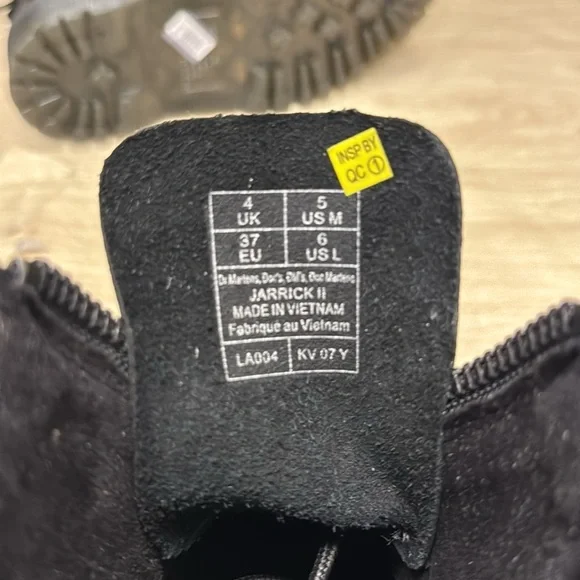 INSP BY
QC 1
4 5
UK US M
37 6
EU US L
Dr Martens, Doc's, DM's, Doc Martens
JARRICK II
MADE IN VIETNAM
Fabriqué au Vietnam
LA004 KV 07 Y